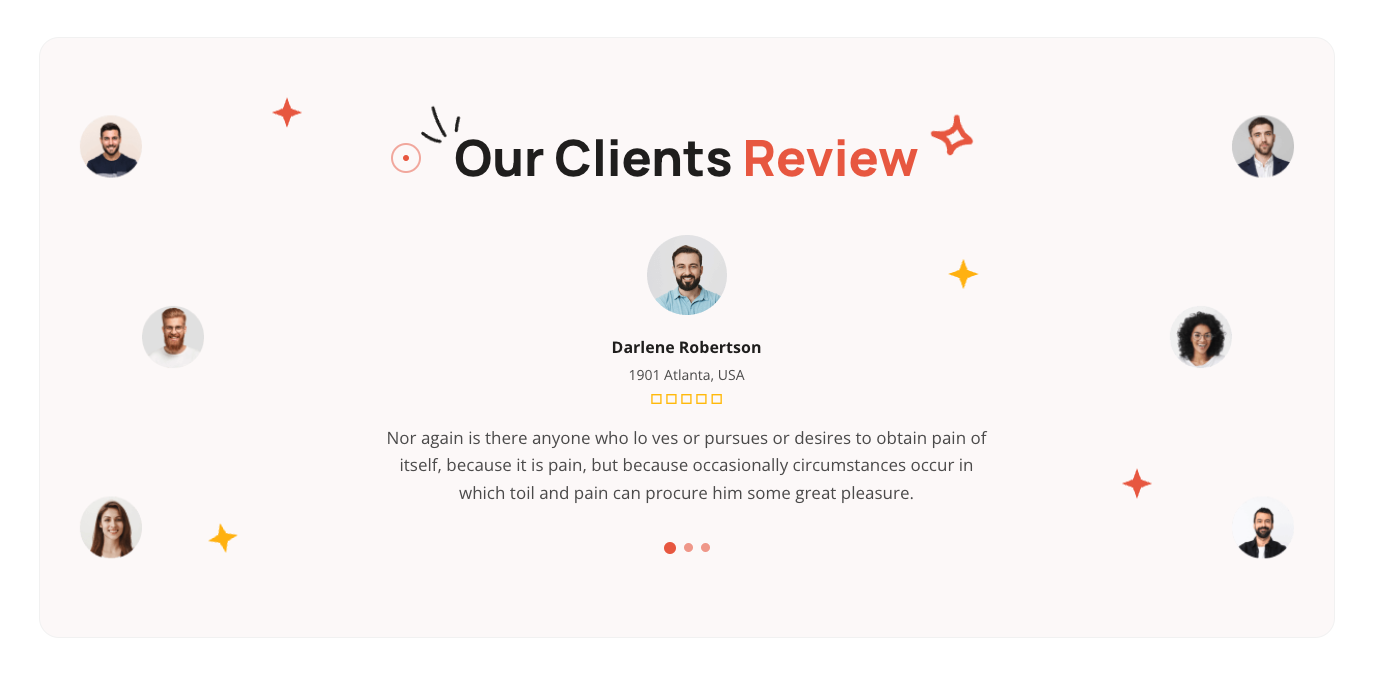 Our Clients Review
Darlene Robertson
1901 Atlanta, USA
Nor again is there anyone who lo ves or pursues or desires to obtain pain of
itself, because it is pain, but because occasionally circumstances occur in
which toil and pain can procure him some great pleasure.